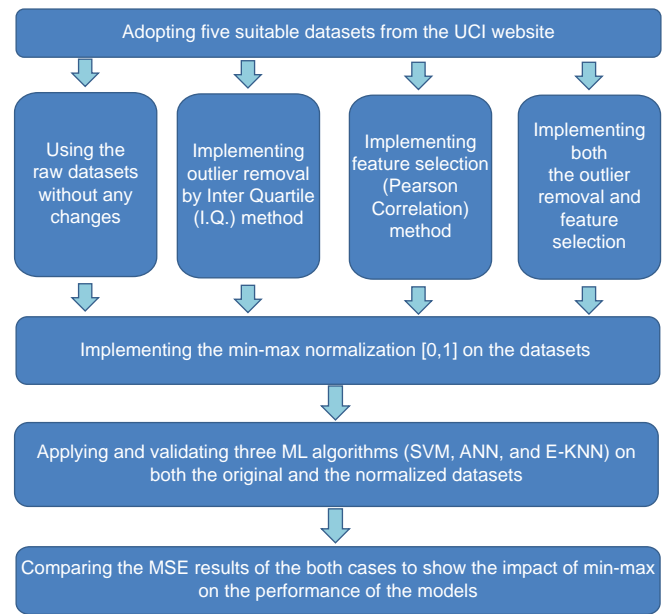 Adopting five suitable datasets from the UCI website
Using the
raw datasets
without any
changes
Implementing
outlier removal
by Inter Quartile
(I.Q.) method
Implementing
feature selection
(Pearson
Correlation)
method
Implementing
both
the outlier
removal and
feature
selection
Implementing the min-max normalization [0,1] on the datasets
Applying and validating three ML algorithms (SVM, ANN, and E-KNN) on
both the original and the normalized datasets
Comparing the MSE results of the both cases to show the impact of min-max
on the performance of the models